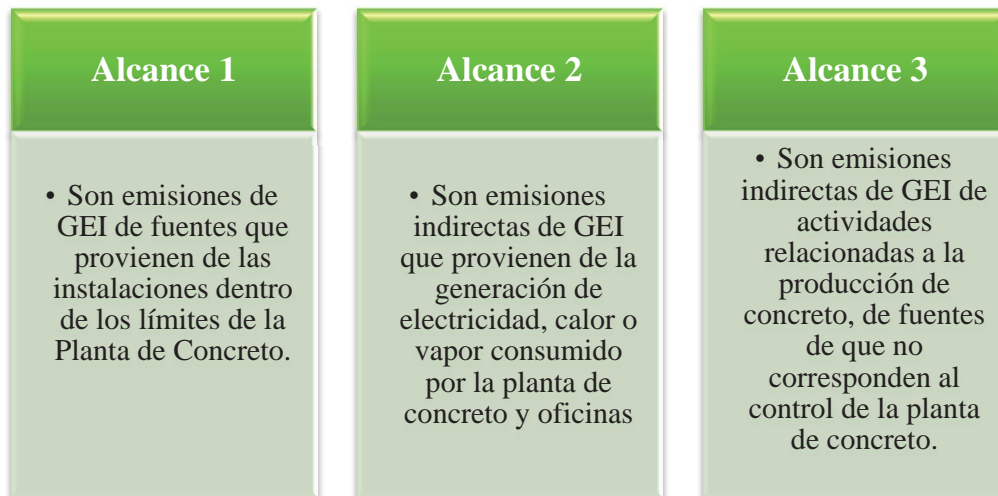 Alcance 1
• Son emisiones de
GEI de fuentes que
provienen de las
instalaciones dentro
de los límites de la
Planta de Concreto.
Alcance 2
• Son emisiones
indirectas de GEI
que provienen de la
generación de
electricidad, calor o
vapor consumido
por la planta de
concreto y oficinas
Alcance 3
• Son emisiones
indirectas de GEI de
actividades
relacionadas a la
producción de
concreto, de fuentes
de que no
corresponden al
control de la planta
de concreto.